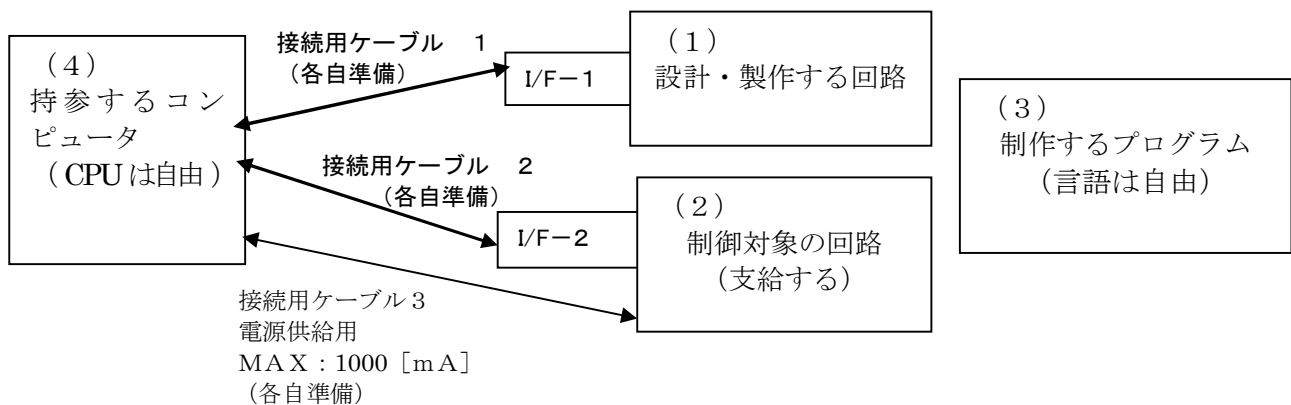 (4)
持参するコン
ピュータ
(CPUは自由)
接続用ケーブル 1
(各自準備)
I/F-1
(1)
設計・製作する回路
接続用ケーブル 2
(各自準備)
I/F-2
(2)
制御対象の回路
(支給する)
(3)
制作するプログラム
(言語は自由)
接続用ケーブル3
電源供給用
MAX:1000[mA]
(各自準備)